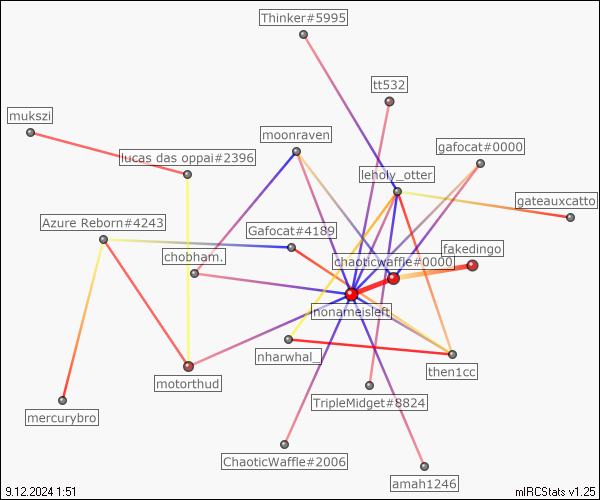 Thinker#5995
tt532
mukszi
moonraven
gafocat#0000
lucas das oppai#2396
leholy_otter
gateauxcatto
Azure Reborn#4243
Gafocat#4189
fakedingo
chobham.
chaoticwaffle#0000
nonameisleft
nharwhal_
then1cc
motorthud
TripleMidget#8824
mercurybro
ChaoticWaffle#2006
amah1246
9.12.2024 1:51
mIRCStats v1.25